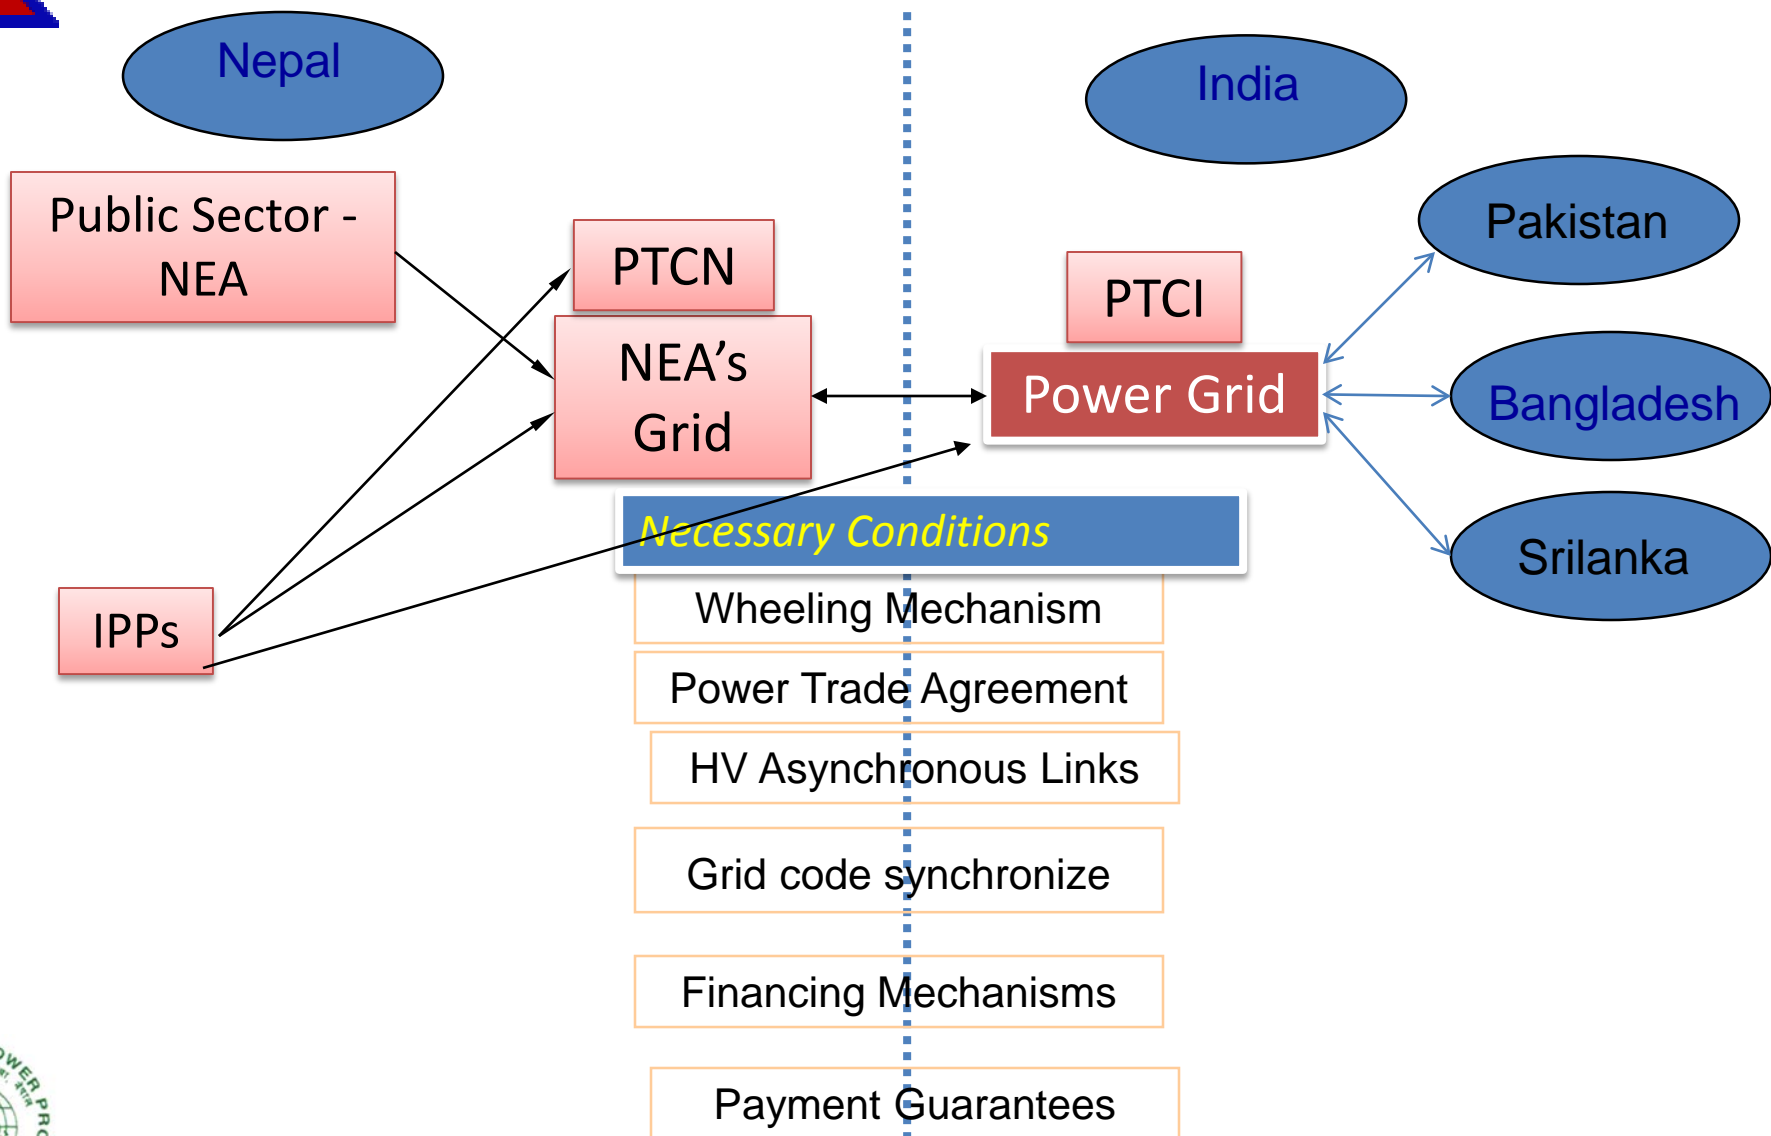 Nepal
India
Public Sector -
NEA
PTCN
PTCI
Pakistan
NEA’s
Grid
Power Grid
Bangladesh
Necessary Conditions
Srilanka
IPPs
Wheeling Mechanism
Power Trade Agreement
HV Asynchronous Links
Grid code synchronize
Financing Mechanisms
Payment Guarantees